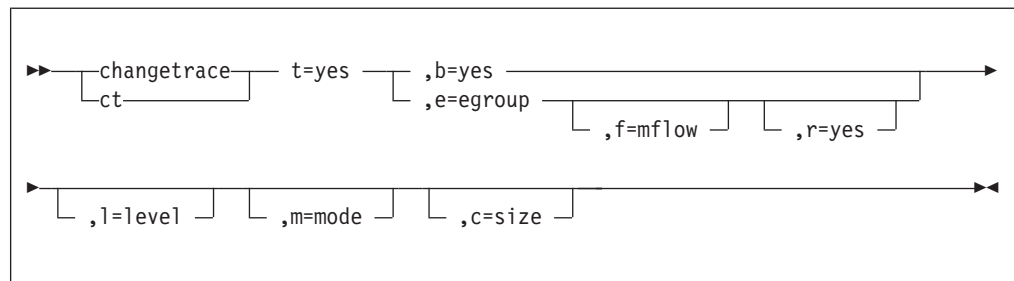 changetrace t=yes ,b=yes
ct ,e=egroup
,f=mflow ,r=yes
,l=level ,m=mode ,c=size